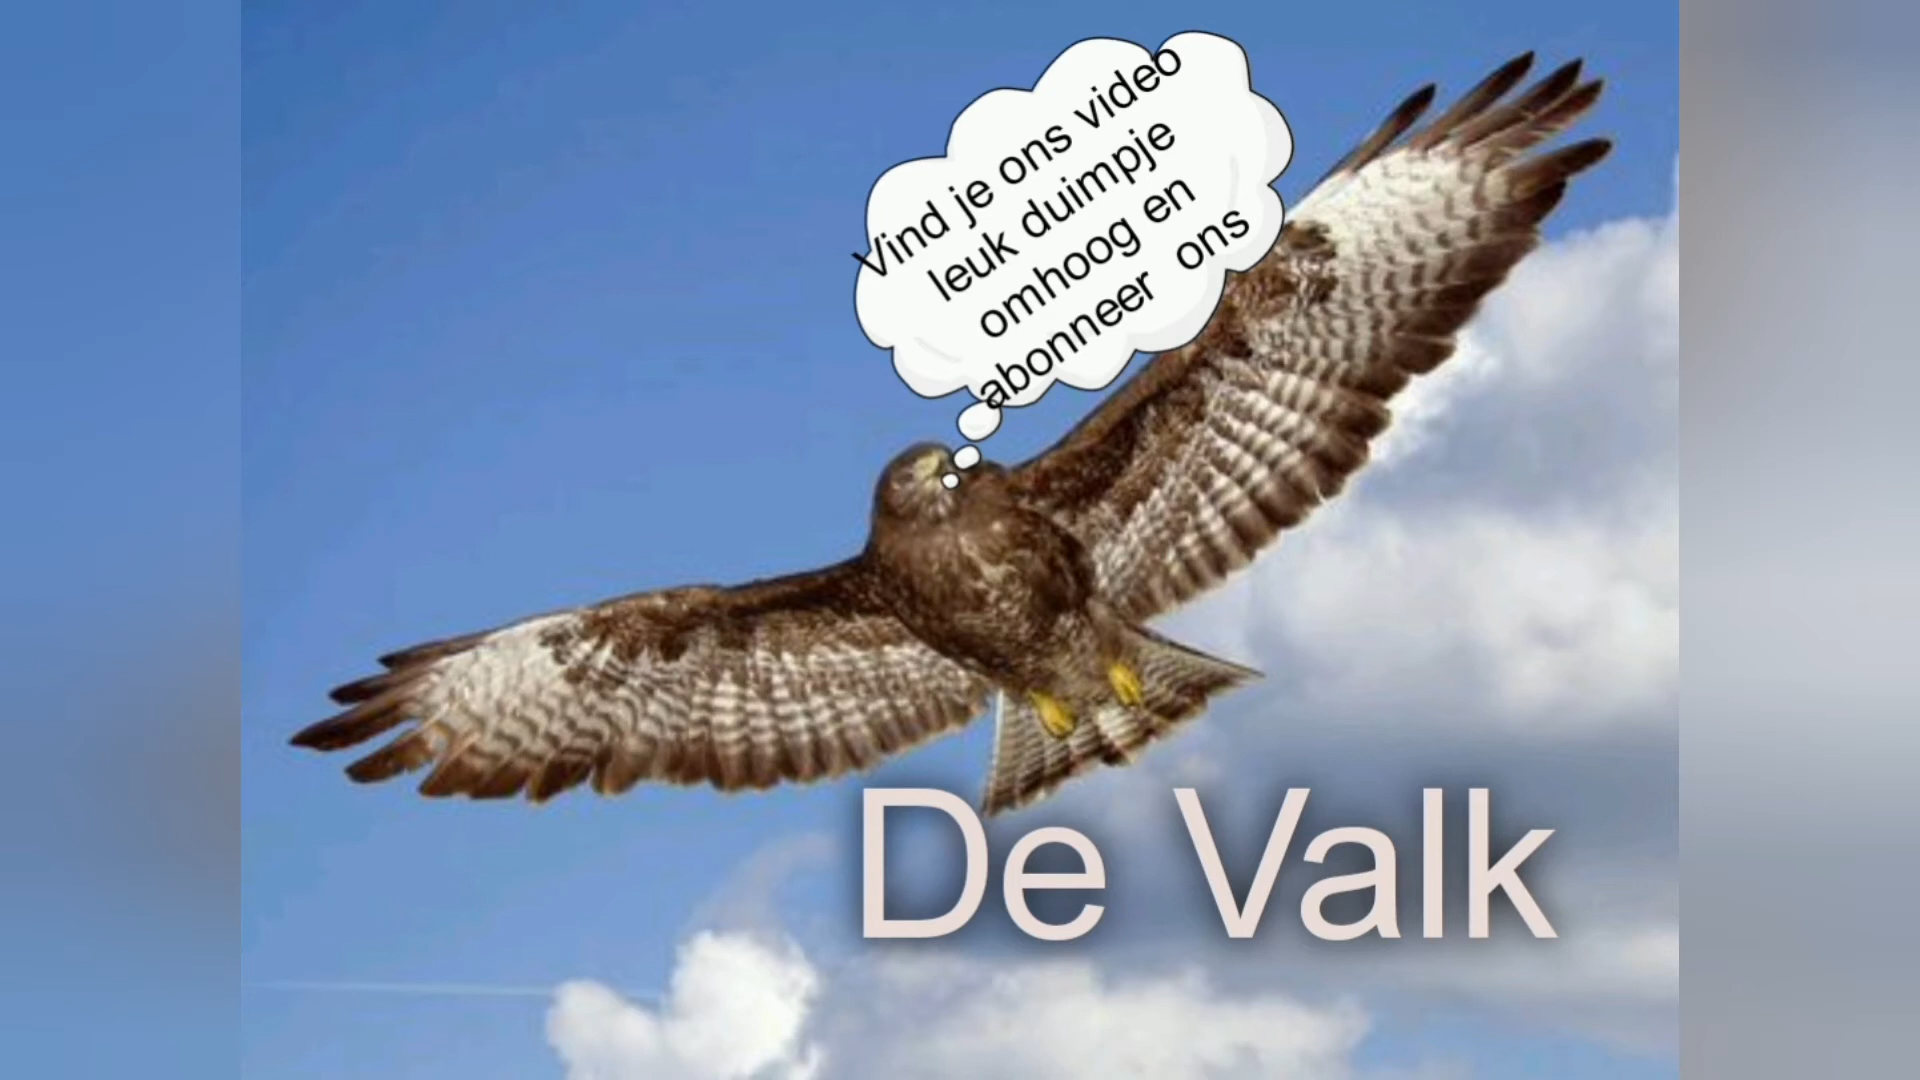 Vind je ons video
leuk duimpje
omhoog en
abonneer ons
De Valk